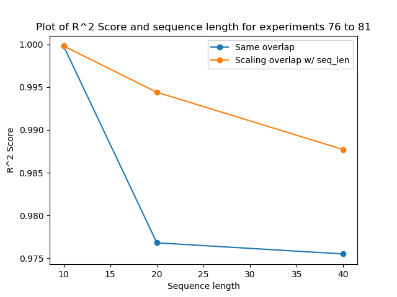 Plot of R^2 Score and sequence length for experiments 76 to 81
Same overlap
Scaling overlap w/ seq_len
R^2 Score
1.000
0.995
0.990
0.985
0.980
0.975
10 15 20 25 30 35 40
Sequence length